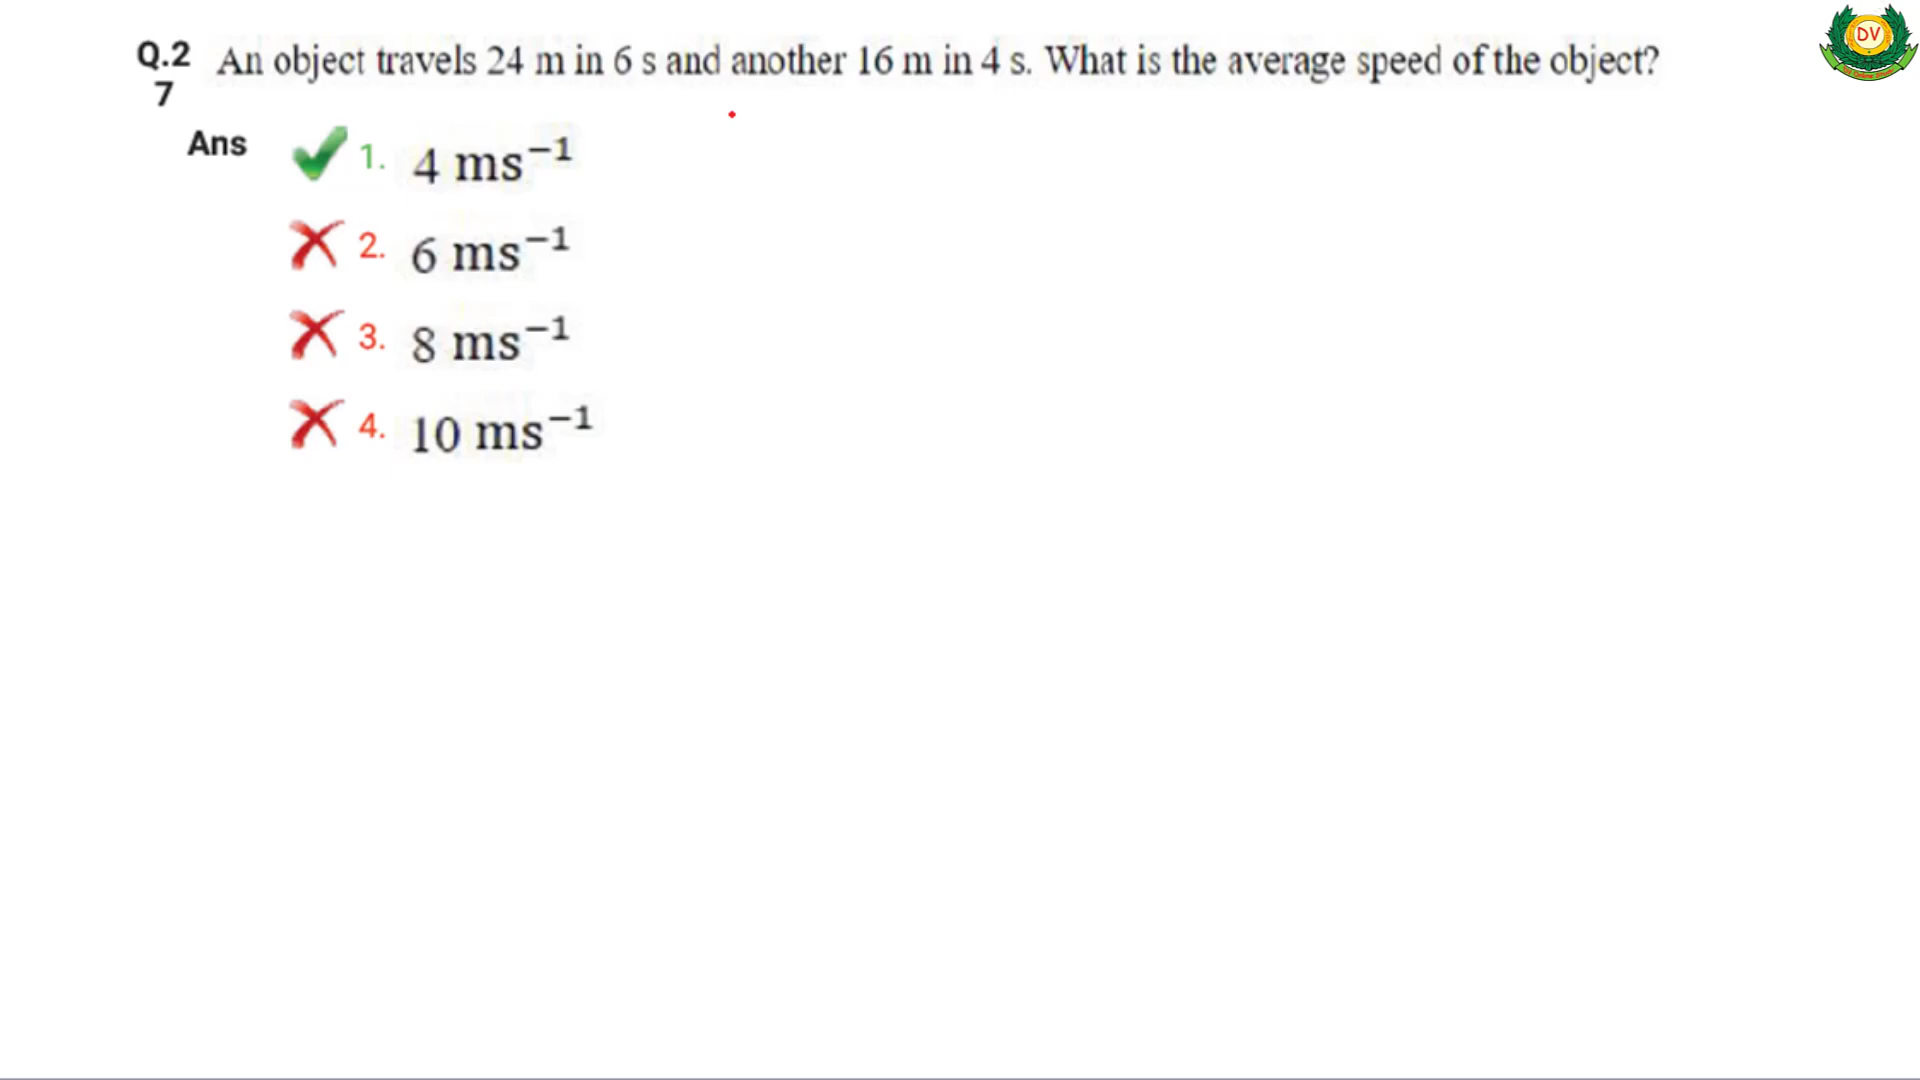 Q.2 An object travels 24 m in 6 s and another 16 m in 4 s. What is the average speed of the object?
7
Ans 1. 4 ms⁻¹
2. 6 ms⁻¹
3. 8 ms⁻¹
4. 10 ms⁻¹
DV